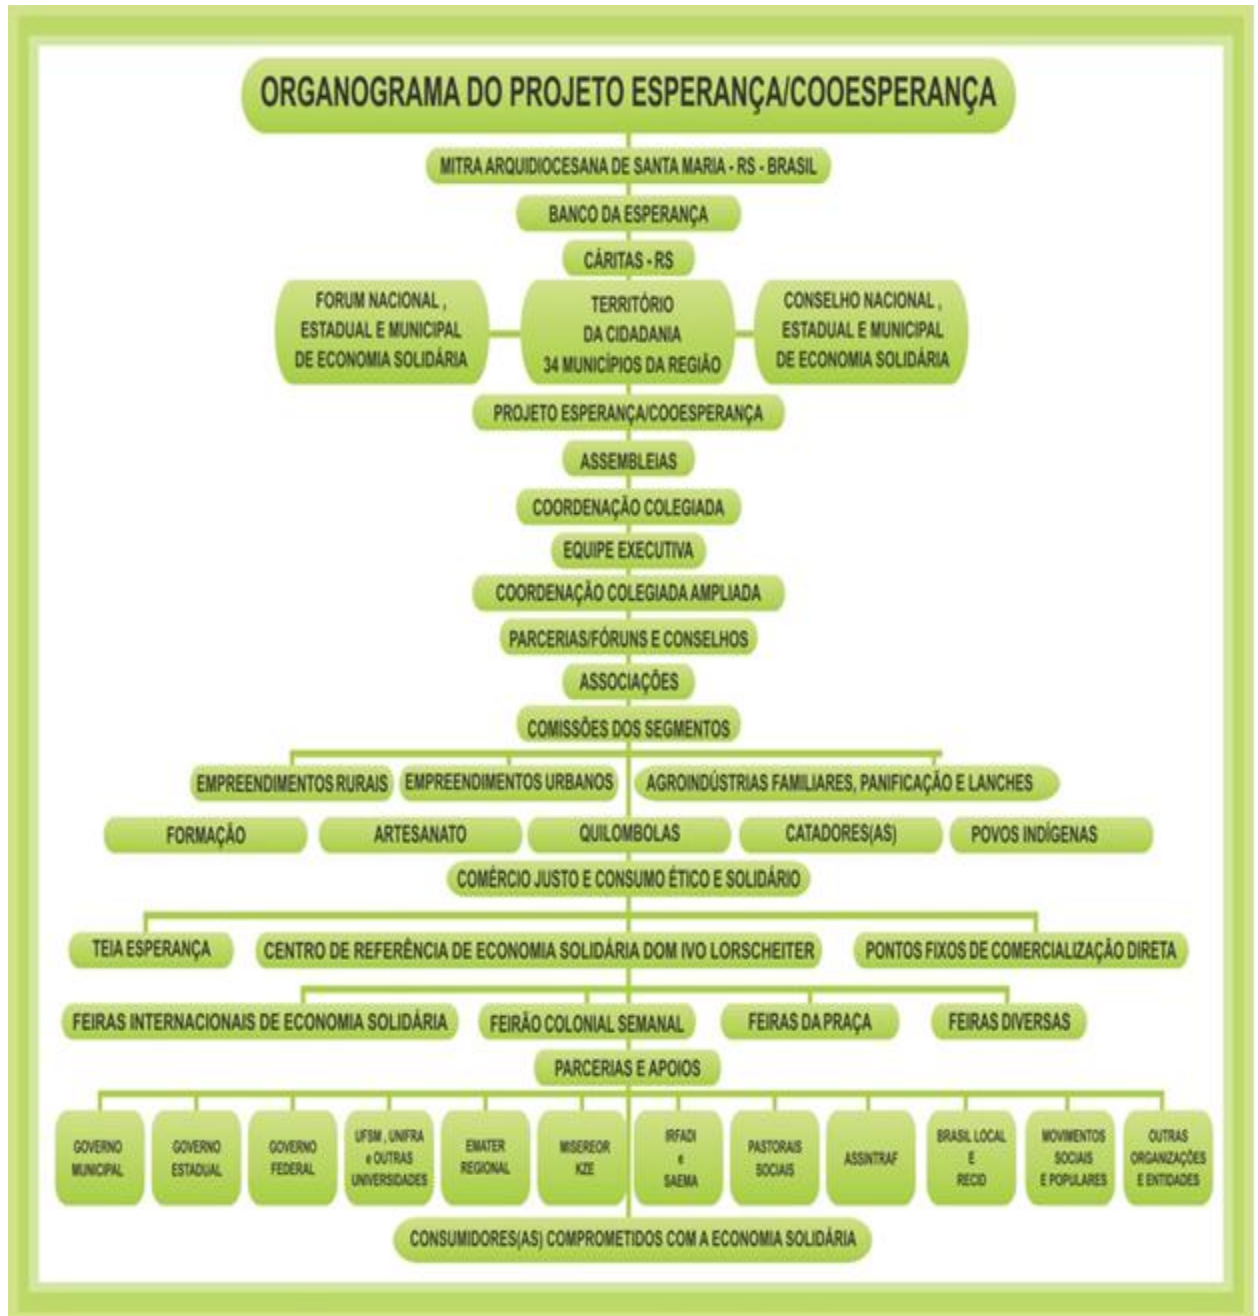 ORGANOGRAMA DO PROJETO ESPERANÇA/COOESPERANÇA
MITRA ARQUIDIOCESANA DE SANTA MARIA - RS - BRASIL
BANCO DA ESPERANÇA
CÁRITAS - RS
FORUM NACIONAL ,
ESTADUAL E MUNICIPAL
DE ECONOMIA SOLIDÁRIA
TERRITÓRIO
DA CIDADANIA
34 MUNICÍPIOS DA REGIÃO
CONSELHO NACIONAL ,
ESTADUAL E MUNICIPAL
DE ECONOMIA SOLIDÁRIA
PROJETO ESPERANÇA/COOESPERANÇA
ASSEMBLEIAS
COORDENAÇÃO COLEGIADA
EQUIPE EXECUTIVA
COORDENAÇÃO COLEGIADA AMPLIADA
PARCERIAS/FÓRUNS E CONSELHOS
ASSOCIAÇÕES
COMISSÕES DOS SEGMENTOS
EMPREENDIMENTOS RURAIS
EMPREENDIMENTOS URBANOS
AGROINDÚSTRIAS FAMILIARES, PANIFICAÇÃO E LANCHES
FORMAÇÃO
ARTESANATO
QUILOMBOLAS
CATADORES(AS)
POVOS INDÍGENAS
COMÉRCIO JUSTO E CONSUMO ÉTICO E SOLIDÁRIO
TEIA ESPERANÇA
CENTRO DE REFERÊNCIA DE ECONOMIA SOLIDÁRIA DOM IVO LORSCHEITER
PONTOS FIXOS DE COMERCIALIZAÇÃO DIRETA
FEIRAS INTERNACIONAIS DE ECONOMIA SOLIDÁRIA
FEIRÃO COLONIAL SEMANAL
FEIRAS DA PRAÇA
FEIRAS DIVERSAS
PARCERIAS E APOIOS
GOVERNO
MUNICIPAL
GOVERNO
ESTADUAL
GOVERNO
FEDERAL
UFSM , UNIFRA
e OUTRAS
UNIVERSIDADES
EMATER
REGIONAL
MISEREOR
KZE
IRFADI
e
SAEMA
PASTORAIS
SOCIAIS
ASSINTRAF
BRASIL LOCAL
E
RECID
MOVIMENTOS
SOCIAIS
E POPULARES
OUTRAS
ORGANIZAÇÕES
E ENTIDADES
CONSUMIDORES(AS) COMPROMETIDOS COM A ECONOMIA SOLIDÁRIA